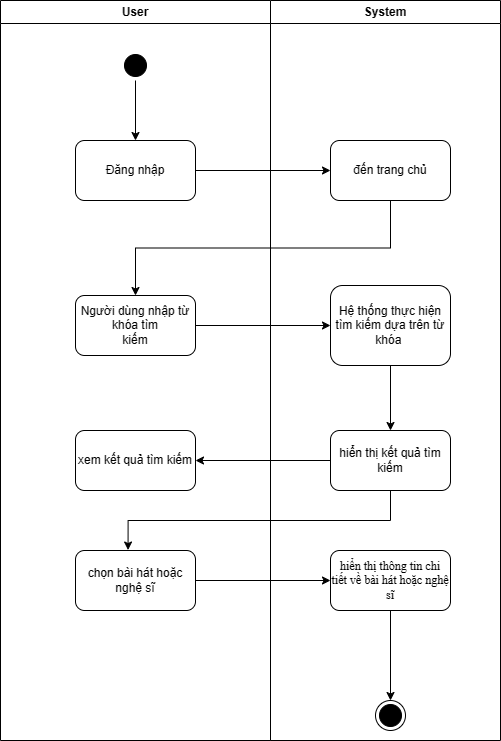 User
System
Đăng nhập
đến trang chủ
Người dùng nhập từ
khóa tìm
kiếm
Hệ thống thực hiện
tìm kiếm dựa trên từ
khóa
hiển thị kết quả tìm
kiếm
xem kết quả tìm kiếm
chọn bài hát hoặc
nghệ sĩ
hiển thị thông tin chi
tiết về bài hát hoặc nghệ
sĩ